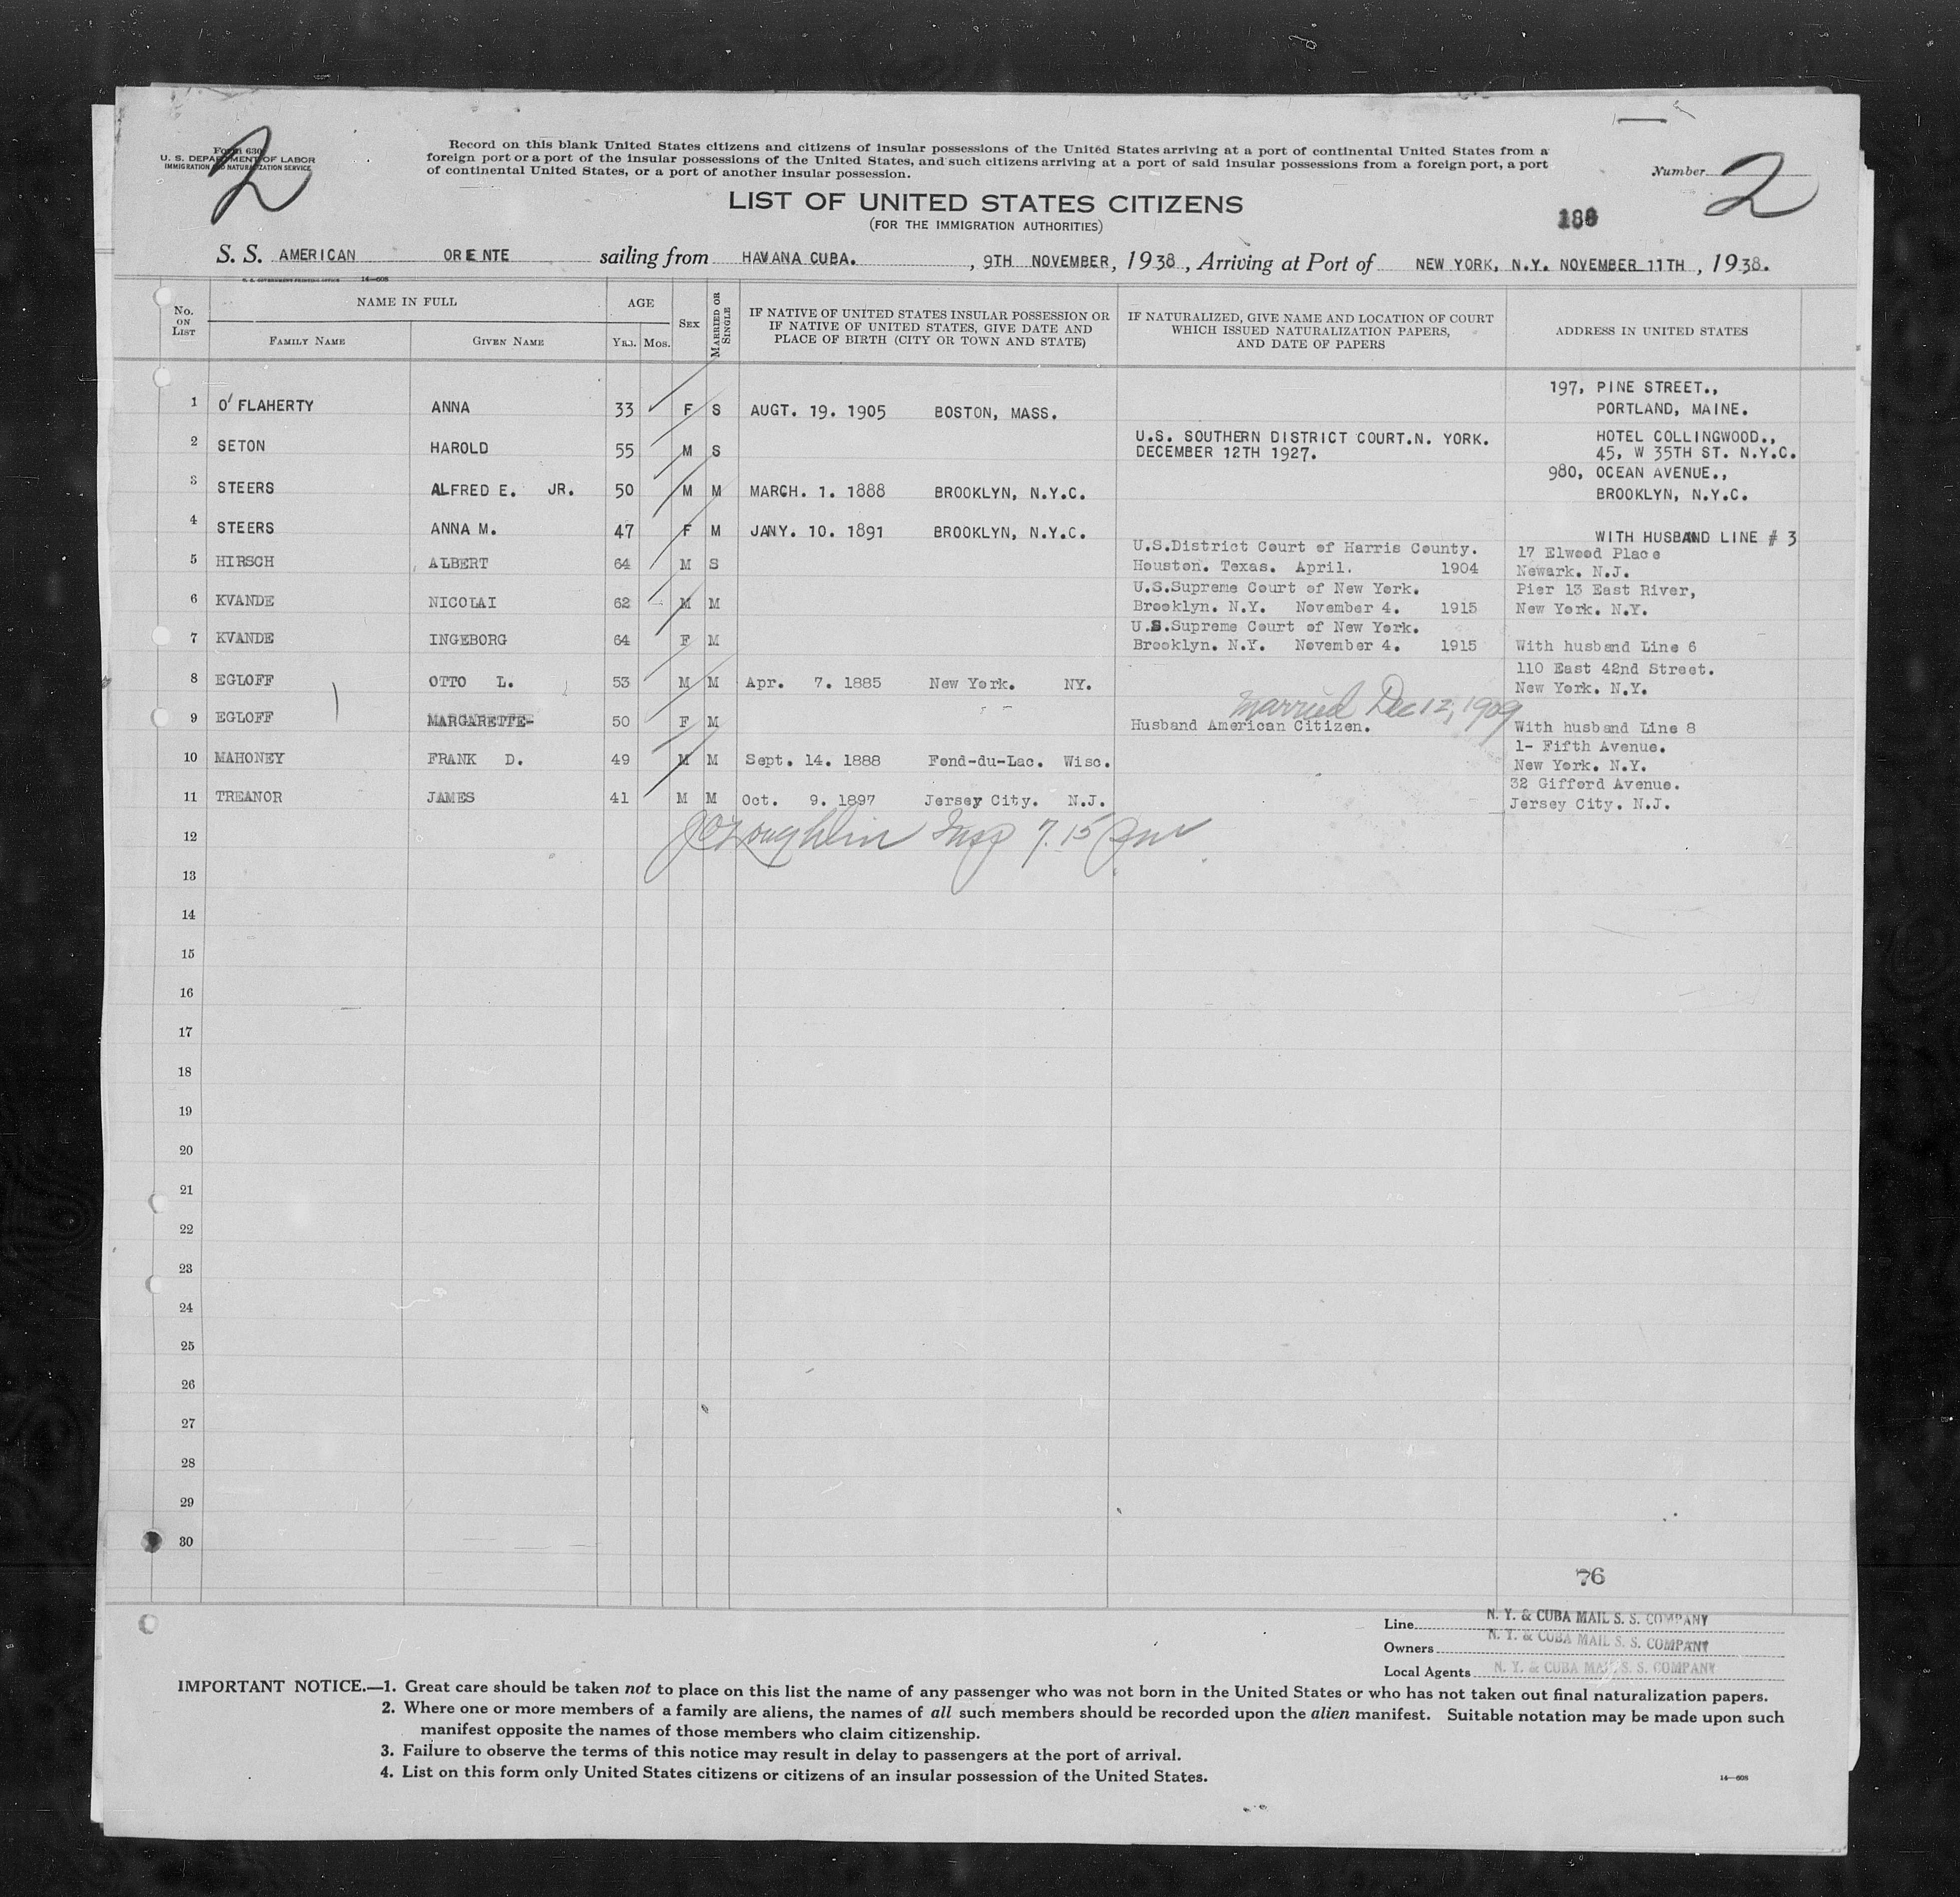 Form 630
U. S. DEPARTMENT OF LABOR
IMMIGRATION AND NATURALIZATION SERVICE
2
Record on this blank United States citizens and citizens of insular possessions of the United States arriving at a port of continental United States from a
foreign port or a port of the insular possessions of the United States, and such citizens arriving at a port of said insular possessions from a foreign port, a port
of continental United States, or a port of another insular possession.
Number 2
LIST OF UNITED STATES CITIZENS
(FOR THE IMMIGRATION AUTHORITIES)
S. S. AMERICAN ORIENTE sailing from HAVANA CUBA. , 9TH NOVEMBER, 1938, Arriving at Port of NEW YORK, N.Y. NOVEMBER 11TH, 1938.
U. S. GOVERNMENT PRINTING OFFICE 14—608
No. ON LIST
NAME IN FULL
FAMILY NAME GIVEN NAME
AGE
Yrs. Mos.
SEX
MARRIED OR SINGLE
IF NATIVE OF UNITED STATES INSULAR POSSESSION OR
IF NATIVE OF UNITED STATES, GIVE DATE AND
PLACE OF BIRTH (CITY OR TOWN AND STATE)
IF NATURALIZED, GIVE NAME AND LOCATION OF COURT
WHICH ISSUED NATURALIZATION PAPERS,
AND DATE OF PAPERS
ADDRESS IN UNITED STATES
197, PINE STREET.,
1 O' FLAHERTY ANNA 33 F S AUGT. 19. 1905 BOSTON, MASS. PORTLAND, MAINE.
U.S. SOUTHERN DISTRICT COURT.N. YORK. HOTEL COLLINGWOOD.,
2 SETON HAROLD 55 M S DECEMBER 12TH 1927. 45, W 35TH ST. N.Y.C.
980, OCEAN AVENUE.,
3 STEERS ALFRED E. JR. 50 M M MARCH. 1. 1888 BROOKLYN, N.Y.C. BROOKLYN, N.Y.C.
4 STEERS ANNA M. 47 F M JANY. 10. 1891 BROOKLYN, N.Y.C. WITH HUSBAND LINE # 3
U.S.District Court of Harris County. 17 Elwood Place
5 HIRSCH ALBERT 64 M S Houston. Texas. April. 1904 Newark. N.J.
U.S.Supreme Court of New York. Pier 13 East River,
6 KVANDE NICOLAI 62 M M Brooklyn. N.Y. November 4. 1915 New York. N.Y.
U.S.Supreme Court of New York.
7 KVANDE INGEBORG 64 F M Brooklyn. N.Y. November 4. 1915 With husband Line 6
110 East 42nd Street.
8 EGLOFF OTTO L. 53 M M Apr. 7. 1885 New York. NY. New York. N.Y.
Married Dec 12, 1909
9 EGLOFF MARGARETTE- 50 F M Husband American Citizen. With husband Line 8
1- Fifth Avenue.
10 MAHONEY FRANK D. 49 M M Sept. 14. 1888 Fond-du-Lac. Wisc. New York. N.Y.
32 Gifford Avenue.
11 TREANOR JAMES 41 M M Oct. 9. 1897 Jersey City. N.J. Jersey City. N.J.
12 J O'Loughlin Insp 7.15 pm
13
14
15
16
17
18
19
20
21
22
23
24
25
26
27
28
29
30
76
Line N. Y. & CUBA MAIL S. S. COMPANY
Owners N. Y. & CUBA MAIL S. S. COMPANY
Local Agents N. Y. & CUBA MAIL S. S. COMPANY
IMPORTANT NOTICE.—1. Great care should be taken not to place on this list the name of any passenger who was not born in the United States or who has not taken out final naturalization papers.
2. Where one or more members of a family are aliens, the names of all such members should be recorded upon the alien manifest. Suitable notation may be made upon such
manifest opposite the names of those members who claim citizenship.
3. Failure to observe the terms of this notice may result in delay to passengers at the port of arrival.
4. List on this form only United States citizens or citizens of an insular possession of the United States.
14—608